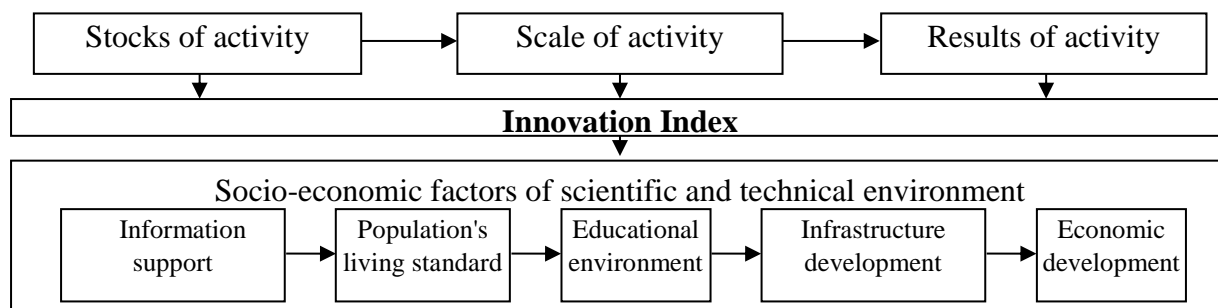 Stocks of activity
Scale of activity
Results of activity
Innovation Index
Socio-economic factors of scientific and technical environment
Information
support
Population's
living standard
Educational
environment
Infrastructure
development
Economic
development